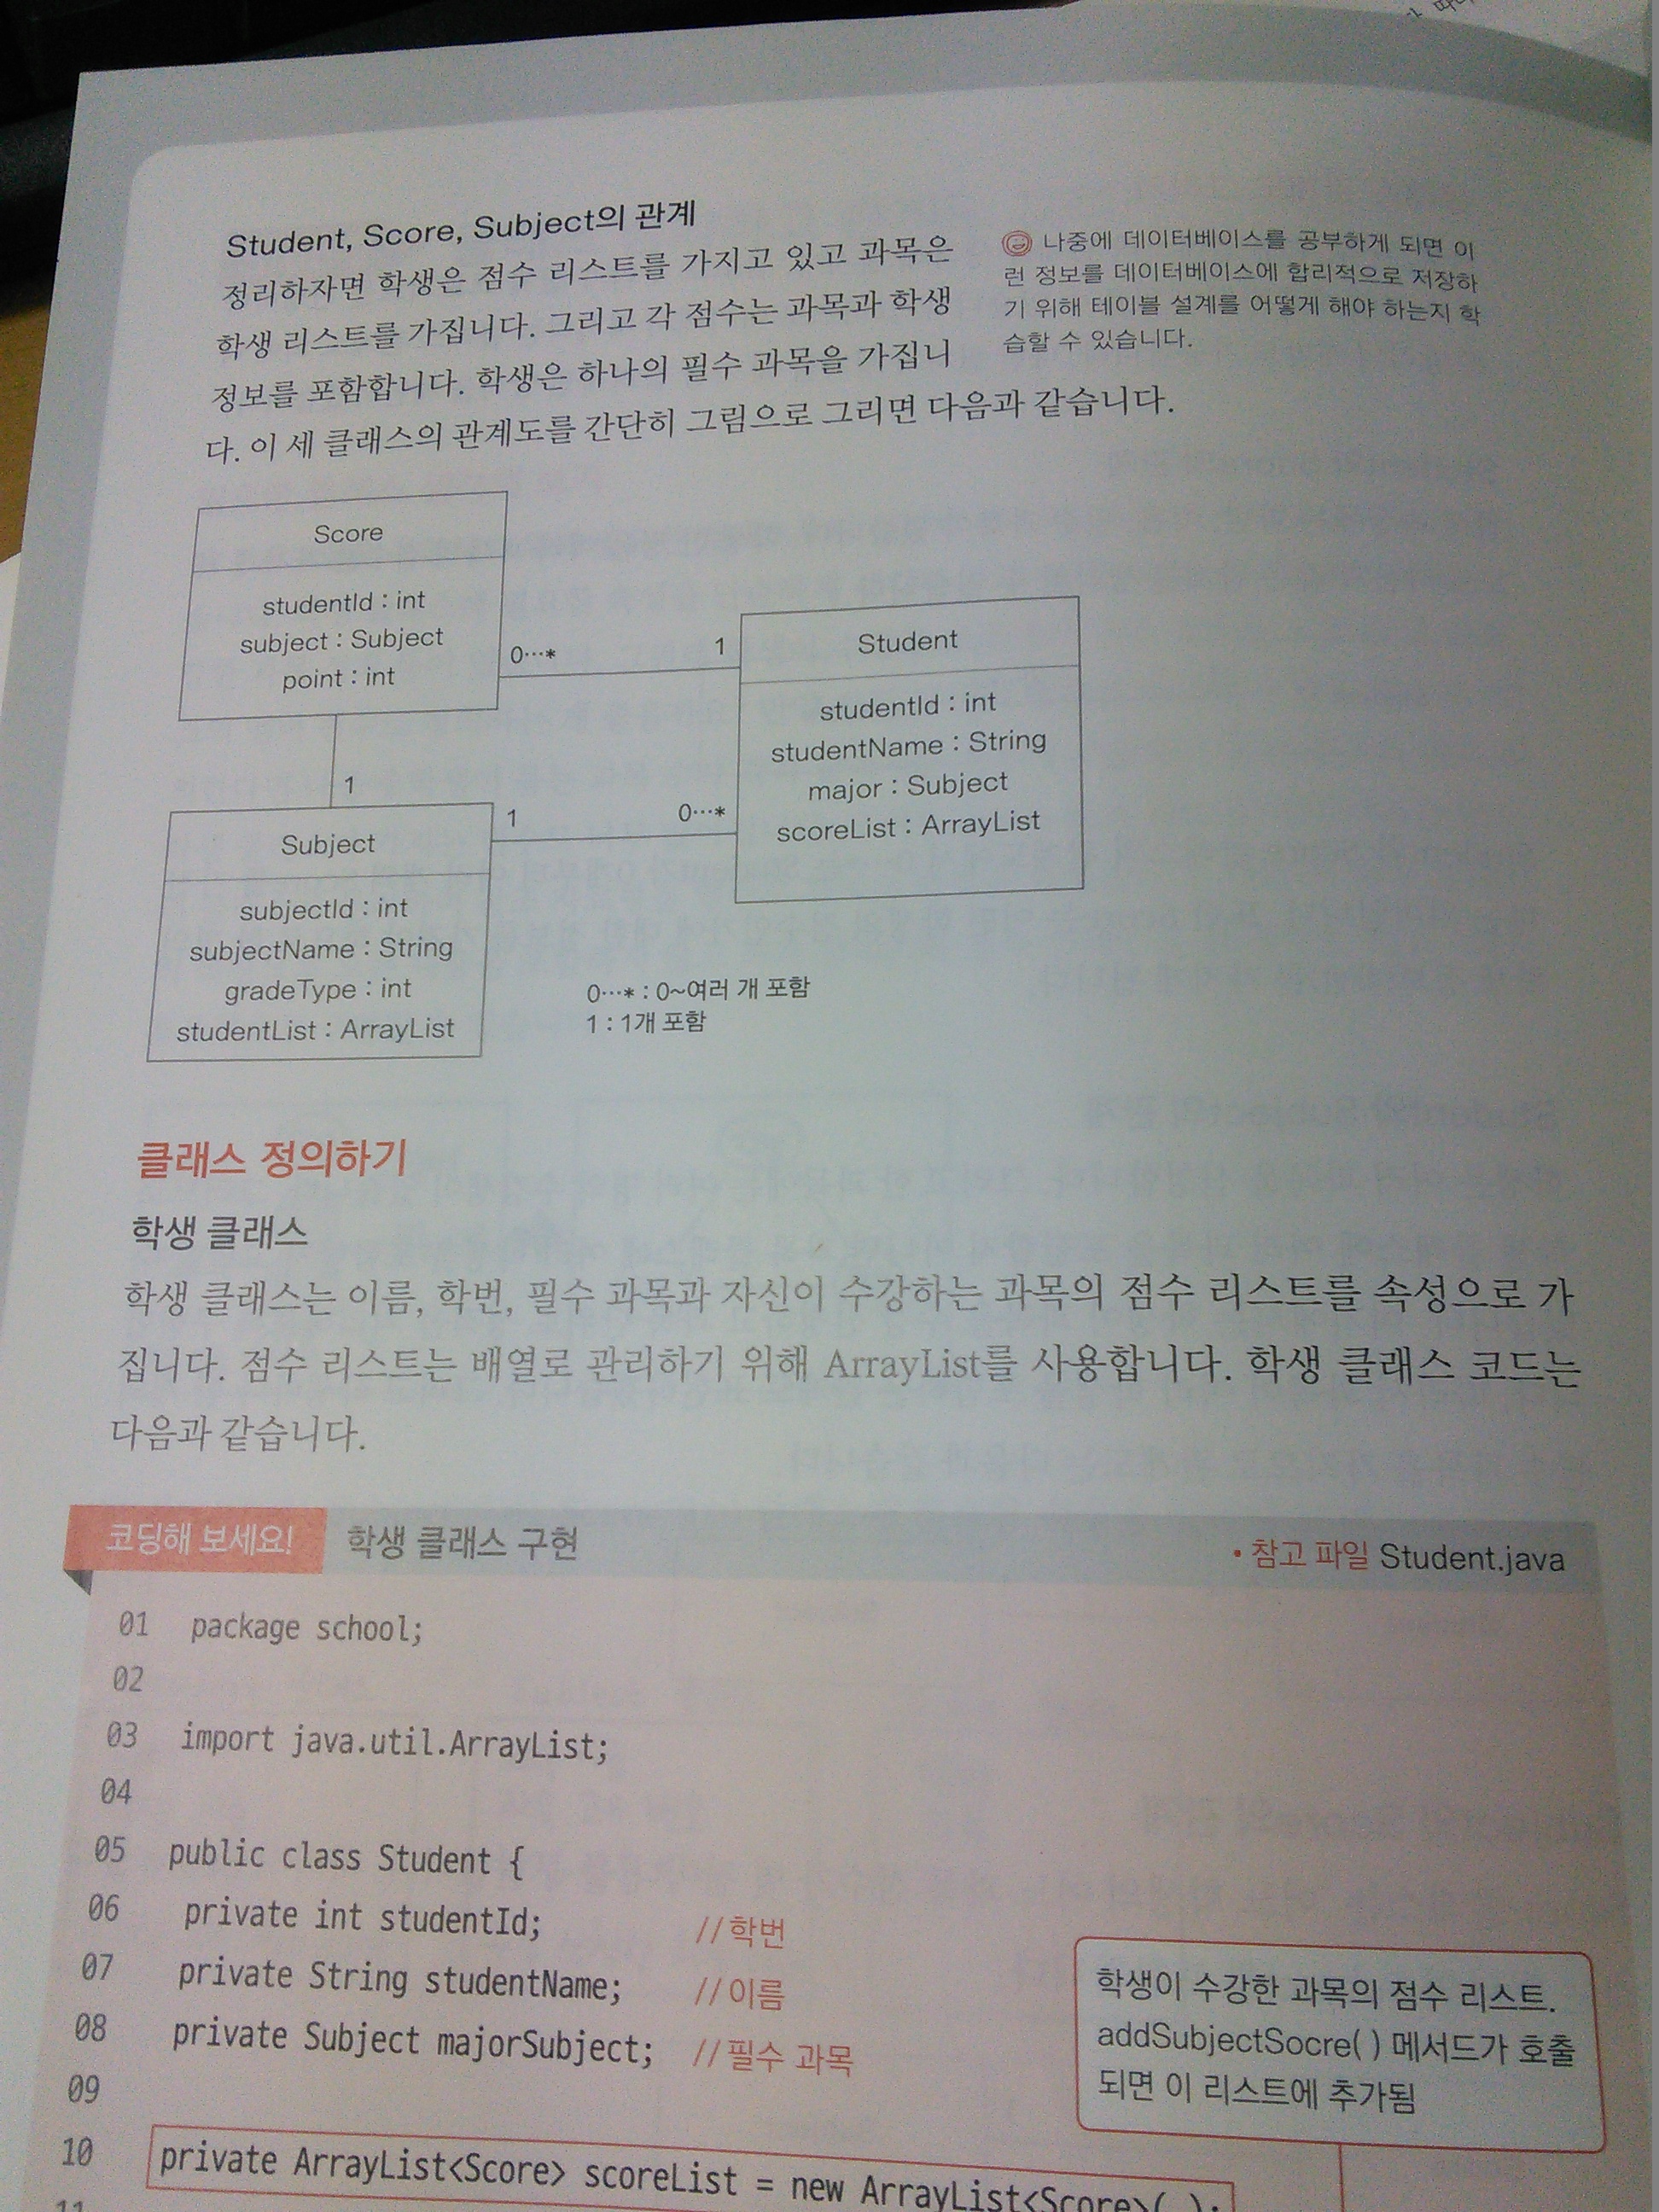 Student, Score, Subject의 관계
정리하자면 학생은 점수 리스트를 가지고 있고 과목은
학생 리스트를 가집니다. 그리고 각 점수는 과목과 학생
정보를 포함합니다. 학생은 하나의 필수 과목을 가집니
다. 이 세 클래스의 관계도를 간단히 그림으로 그리면 다음과 같습니다.
나중에 데이터베이스를 공부하게 되면 이
런 정보를 데이터베이스에 합리적으로 저장하
기 위해 테이블 설계를 어떻게 해야 하는지 학
습할 수 있습니다.
Score
studentId : int
subject : Subject
point : int
0…*
1
Student
studentId : int
studentName : String
major : Subject
scoreList : ArrayList
1
1
0…*
Subject
subjectId : int
subjectName : String
gradeType : int
studentList : ArrayList
0…* : 0~여러 개 포함
1 : 1개 포함
클래스 정의하기
학생 클래스
학생 클래스는 이름, 학번, 필수 과목과 자신이 수강하는 과목의 점수 리스트를 속성으로 가
집니다. 점수 리스트는 배열로 관리하기 위해 ArrayList를 사용합니다. 학생 클래스 코드는
다음과 같습니다.
코딩해 보세요! 학생 클래스 구현 • 참고 파일 Student.java
01 package school;
02
03 import java.util.ArrayList;
04
05 public class Student {
06 private int studentId; //학번
07 private String studentName; //이름
08 private Subject majorSubject; //필수 과목
09
학생이 수강한 과목의 점수 리스트.
addSubjectSocre( ) 메서드가 호출
되면 이 리스트에 추가됨
10 private ArrayList<Score> scoreList = new ArrayList<Score>( );
11